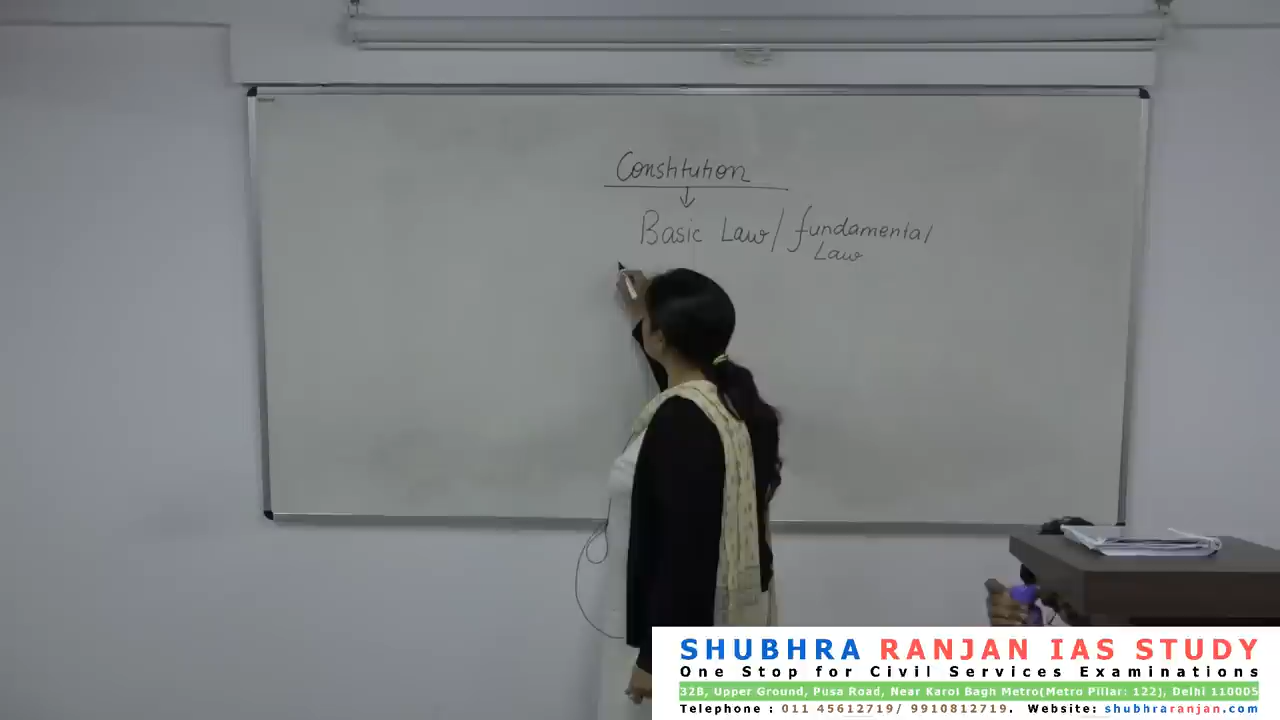 Constitution
↓
Basic Law / fundamental
Law
SHUBHRA RANJAN IAS STUDY
One Stop for Civil Services Examinations
32B, Upper Ground, Pusa Road, Near Karol Bagh Metro(Metro Pillar: 122), Delhi 110005
Telephone : 011 45612719/ 9910812719. Website: shubhraranjan.com